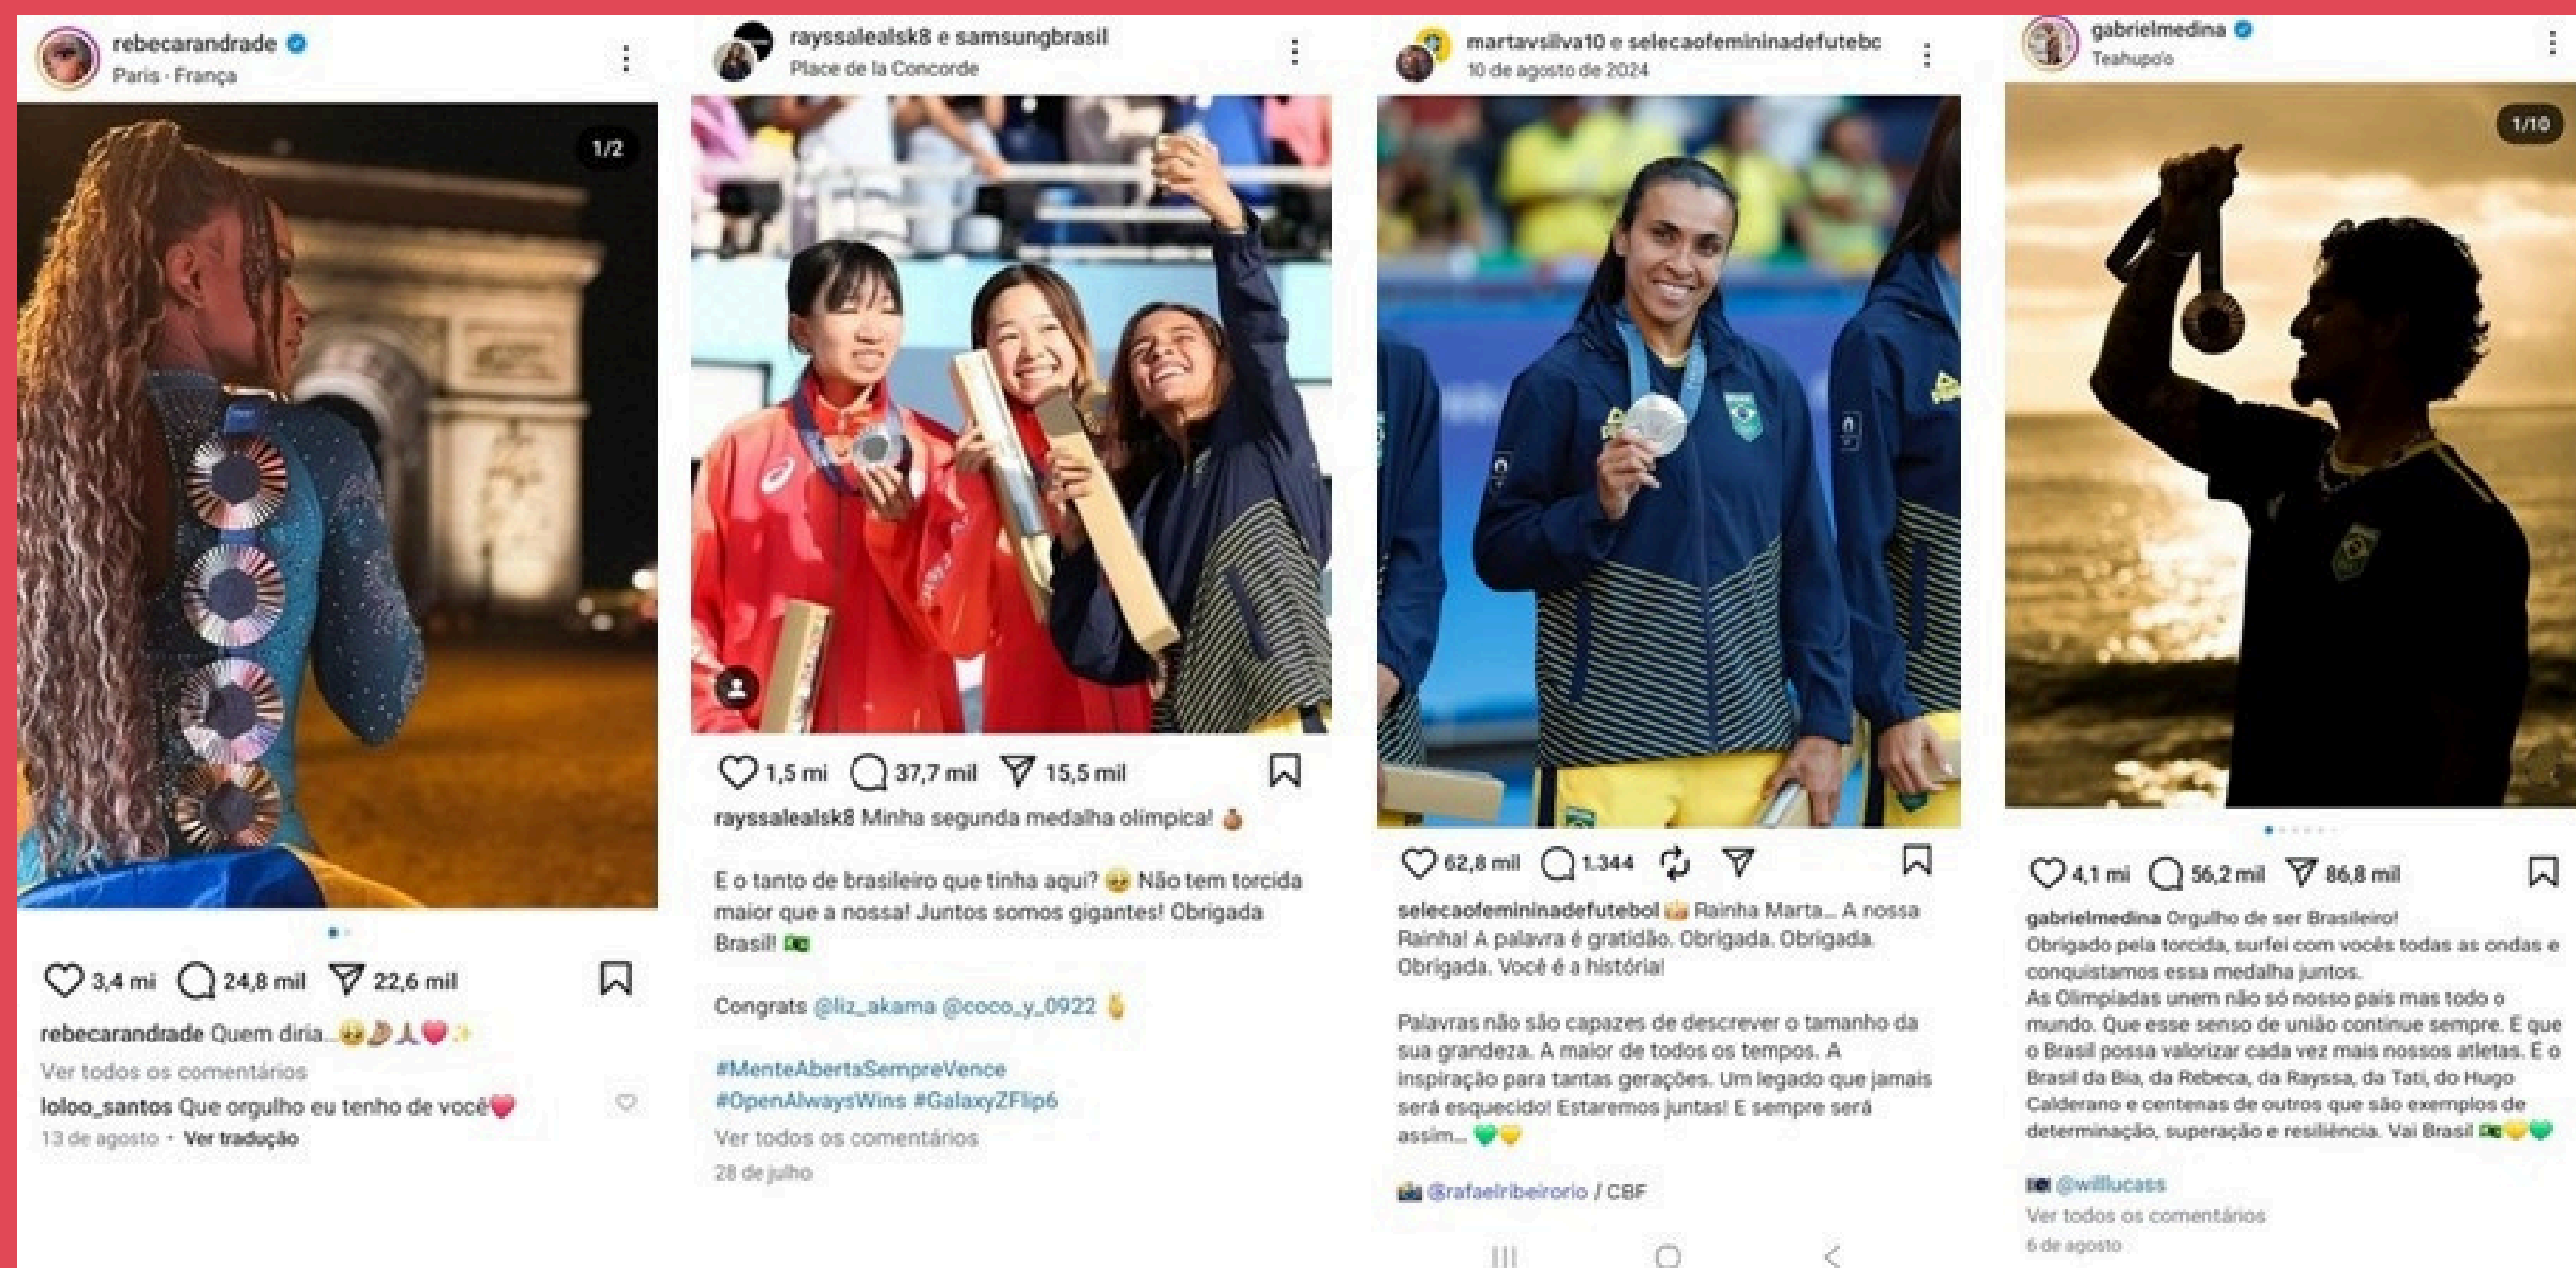 rebecarandrade
Paris - França
1/2
3,4 mi 24,8 mil 22,6 mil
rebecarandrade Quem diria...🥹🤌🏽🙏🏽❤️✨
Ver todos os comentários
loloo_santos Que orgulho eu tenho de você❤️
13 de agosto • Ver tradução
rayssalealsk8 e samsungbrasil
Place de la Concorde
1,5 mi 37,7 mil 15,5 mil
rayssalealsk8 Minha segunda medalha olímpica!
E o tanto de brasileiro que tinha aqui? 🥹 Não tem torcida
maior que a nossa! Juntos somos gigantes! Obrigada
Brasil! 🇧🇷
Congrats @liz_akama @coco_y_0922
#MenteAbertaSempreVence
#OpenAlwaysWins #GalaxyZFlip6
Ver todos os comentários
28 de julho
martavsilva10 e selecaofemininadefutebc
10 de agosto de 2024
62,8 mil 1.344
selecaofemininadefutebol 👑 Rainha Marta... A nossa
Rainha! A palavra é gratidão. Obrigada. Obrigada.
Obrigada. Você é a história!
Palavras não são capazes de descrever o tamanho da
sua grandeza. A maior de todos os tempos. A
inspiração para tantas gerações. Um legado que jamais
será esquecido! Estaremos juntas! E sempre será
assim... 💚💛
📸 @rafaelribeirorio / CBF
gabrielmedina
Teahupo'o
1/10
4,1 mi 56,2 mil 86,8 mil
gabrielmedina Orgulho de ser Brasileiro!
Obrigado pela torcida, surfei com vocês todas as ondas e
conquistamos essa medalha juntos.
As Olimpíadas unem não só nosso país mas todo o
mundo. Que esse senso de união continue sempre. E que
o Brasil possa valorizar cada vez mais nossos atletas. É o
Brasil da Bia, da Rebeca, da Rayssa, da Tati, do Hugo
Calderano e centenas de outros que são exemplos de
determinação, superação e resiliência. Vai Brasil 🇧🇷💛💚
📷 @willlucass
Ver todos os comentários
6 de agosto